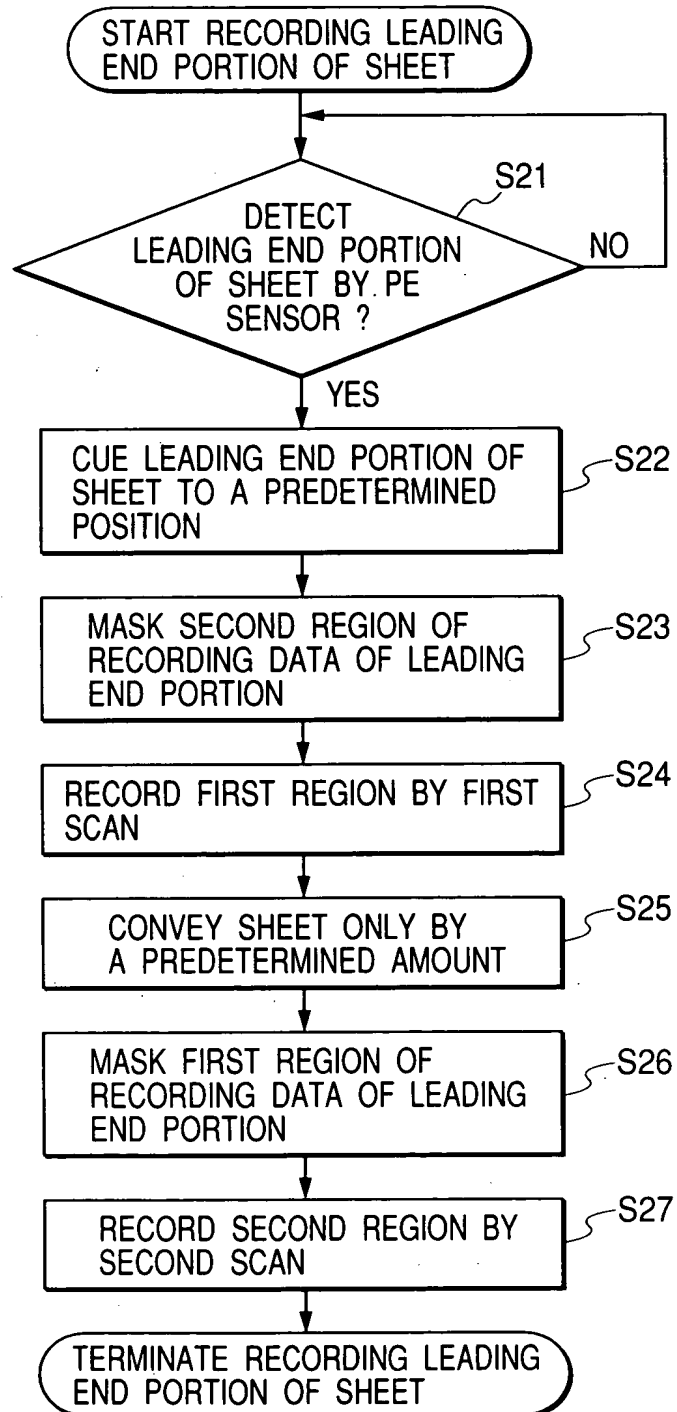 START RECORDING LEADING
END PORTION OF SHEET
S21
DETECT
LEADING END PORTION
OF SHEET BY PE
SENSOR ?
NO
YES
CUE LEADING END PORTION OF
SHEET TO A PREDETERMINED
POSITION
S22
MASK SECOND REGION OF
RECORDING DATA OF LEADING
END PORTION
S23
RECORD FIRST REGION BY FIRST
SCAN
S24
CONVEY SHEET ONLY BY
A PREDETERMINED AMOUNT
S25
MASK FIRST REGION OF
RECORDING DATA OF LEADING
END PORTION
S26
RECORD SECOND REGION BY
SECOND SCAN
S27
TERMINATE RECORDING LEADING
END PORTION OF SHEET